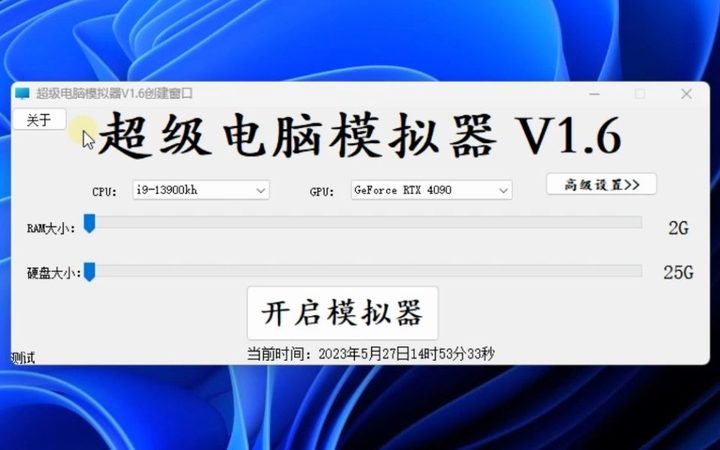 超级电脑模拟器V1.6创建窗口
关于
超级电脑模拟器 V1.6
CPU: i9-13900kh GPU: GeForce RTX 4090 高级设置>>
RAM大小: 2G
硬盘大小: 25G
开启模拟器
测试
当前时间: 2023年5月27日14时53分33秒